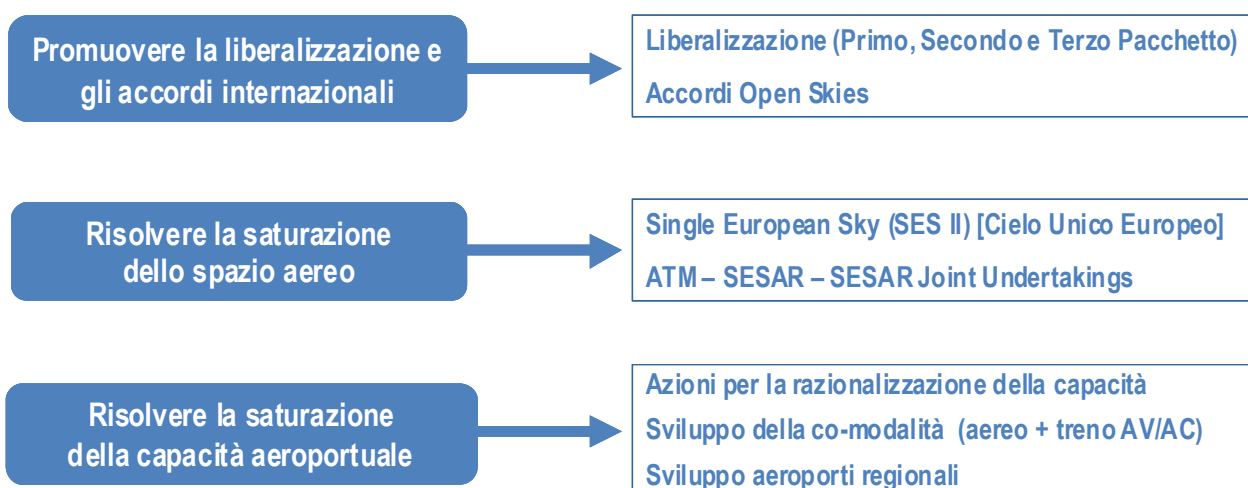 Promuovere la liberalizzazione e
gli accordi internazionali
Liberalizzazione (Primo, Secondo e Terzo Pacchetto)
Accordi Open Skies
Risolvere la saturazione
dello spazio aereo
Single European Sky (SES II) [Cielo Unico Europeo]
ATM – SESAR – SESAR Joint Undertakings
Risolvere la saturazione
della capacità aeroportuale
Azioni per la razionalizzazione della capacità
Sviluppo della co-modalità (aereo + treno AV/AC)
Sviluppo aeroporti regionali